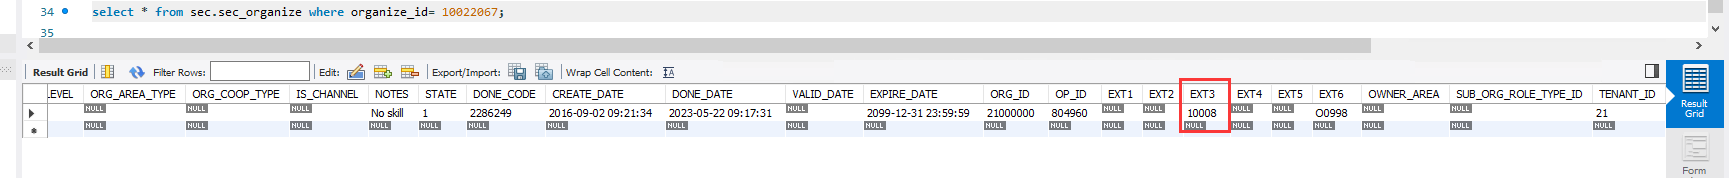 34 select * from sec.sec_organize where organize_id= 10022067;
35
Result Grid Filter Rows: Edit: Export/Import: Wrap Cell Content:
LEVEL ORG_AREA_TYPE ORG_COOP_TYPE IS_CHANNEL NOTES STATE DONE_CODE CREATE_DATE DONE_DATE VALID_DATE EXPIRE_DATE ORG_ID OP_ID EXT1 EXT2 EXT3 EXT4 EXT5 EXT6 OWNER_AREA SUB_ORG_ROLE_TYPE_ID TENANT_ID
NULL NULL NULL No skill 1 2286249 2016-09-02 09:21:34 2023-05-22 09:17:31 NULL 2099-12-31 23:59:59 21000000 804960 NULL NULL 10008 NULL NULL O0998 NULL NULL 21
NULL NULL NULL NULL NULL NULL NULL NULL NULL NULL NULL NULL NULL NULL NULL NULL NULL NULL NULL NULL NULL
Result
Grid
Form